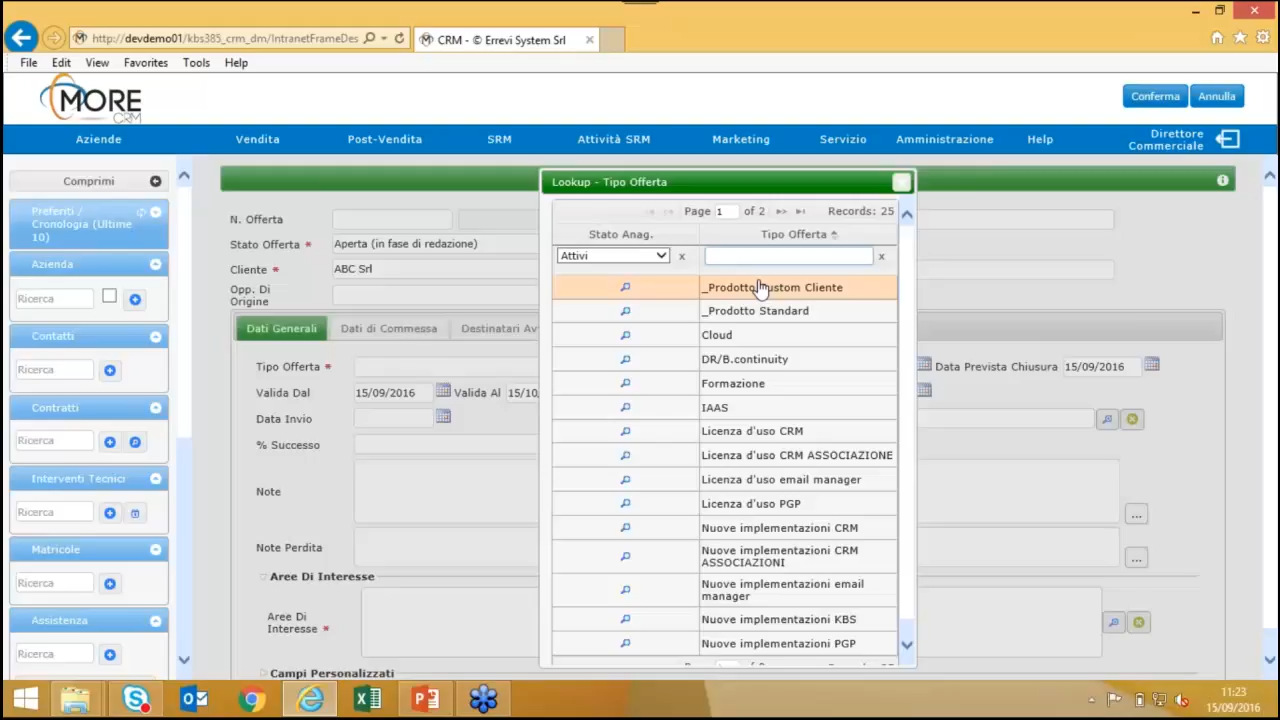 http://devdemo01/kbs385_crm_dm/IntranetFrameDes
CRM - © Errevi System Srl
File Edit View Favorites Tools Help
MORE
CRM
Conferma Annulla
Aziende Vendita Post-Vendita SRM Attività SRM Marketing Servizio Amministrazione Help Direttore
Commerciale
Comprimi
Preferiti /
Cronologia (Ultime
10)
Azienda
Ricerca
Contatti
Ricerca
Contratti
Ricerca
Interventi Tecnici
Ricerca
Matricole
Ricerca
Assistenza
Ricerca
N. Offerta
Stato Offerta * Aperta (in fase di redazione)
Cliente * ABC Srl
Opp. Di
Origine
Dati Generali Dati di Commessa Destinatari Av
Tipo Offerta * Data Prevista Chiusura 15/09/2016
Valida Dal 15/09/2016 Valida Al 15/10
Data Invio
% Successo
Note
...
Note Perdita
...
Aree Di Interesse
Aree Di
Interesse *
Campi Personalizzati
Lookup - Tipo Offerta
Page 1 of 2 Records: 25
Stato Anag. Tipo Offerta
Attivi x x
_Prodotto Custom Cliente
_Prodotto Standard
Cloud
DR/B.continuity
Formazione
IAAS
Licenza d'uso CRM
Licenza d'uso CRM ASSOCIAZIONE
Licenza d'uso email manager
Licenza d'uso PGP
Nuove implementazioni CRM
Nuove implementazioni CRM
ASSOCIAZIONI
Nuove implementazioni email
manager
Nuove implementazioni KBS
Nuove implementazioni PGP
11:23
15/09/2016